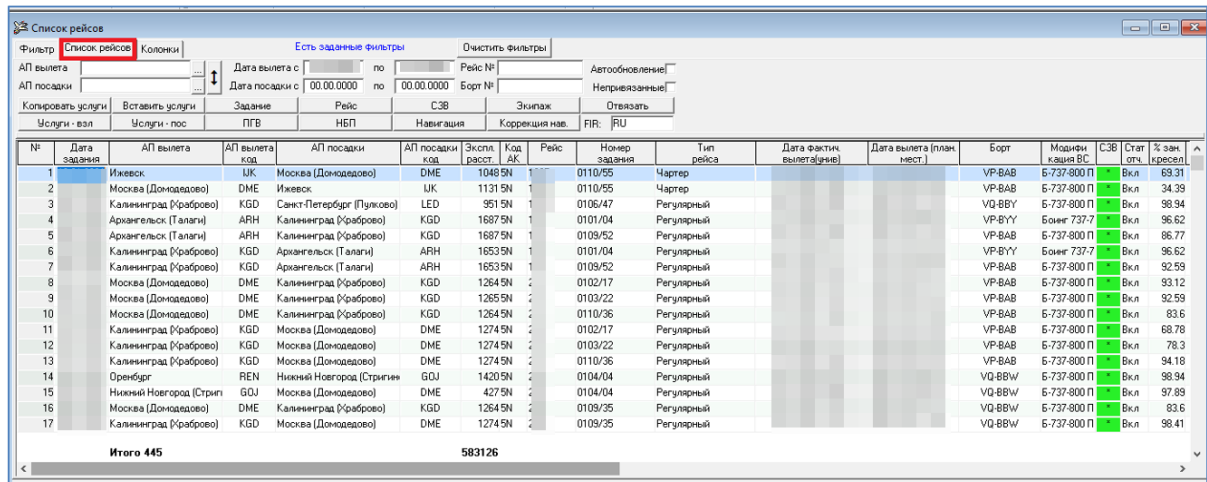 Список рейсов
Фильтр Список рейсов Колонки Есть заданные фильтры Очистить фильтры
АП вылета ... Дата вылета с по Рейс № Автообновление
АП посадки ... Дата посадки с 00.00.0000 по 00.00.0000 Борт № Непривязанные
Копировать услуги Вставить услуги Задание Рейс СЗВ Экипаж Отвязать
Услуги - взл Услуги - пос ПГВ НБП Навигация Коррекция нав. FIR: RU
№ Дата задания АП вылета АП вылета код АП посадки АП посадки код Экспл. расст. Код АК Рейс Номер задания Тип рейса Дата фактич. вылета(унив) Дата вылета (план. мест.) Борт Модифи кация ВС СЗВ Стат отч. % зан. кресел
1 Ижевск IJK Москва (Домодедово) DME 1048 5N 0110/55 Чартер VP-BAB Б-737-800 П * Вкл 69.31
2 Москва (Домодедово) DME Ижевск IJK 1131 5N 0110/55 Чартер VP-BAB Б-737-800 П * Вкл 34.39
3 Калининград (Храброво) KGD Санкт-Петербург (Пулково) LED 951 5N 0106/47 Регулярный VQ-BBY Б-737-800 П * Вкл 98.94
4 Архангельск (Талаги) ARH Калининград (Храброво) KGD 1687 5N 0101/04 Регулярный VP-BYY Боинг 737-7 * Вкл 96.62
5 Архангельск (Талаги) ARH Калининград (Храброво) KGD 1687 5N 0109/52 Регулярный VP-BAB Б-737-800 П * Вкл 86.77
6 Калининград (Храброво) KGD Архангельск (Талаги) ARH 1653 5N 0101/04 Регулярный VP-BYY Боинг 737-7 * Вкл 96.62
7 Калининград (Храброво) KGD Архангельск (Талаги) ARH 1653 5N 0109/52 Регулярный VP-BAB Б-737-800 П * Вкл 92.59
8 Москва (Домодедово) DME Калининград (Храброво) KGD 1264 5N 0102/17 Регулярный VP-BAB Б-737-800 П * Вкл 93.12
9 Москва (Домодедово) DME Калининград (Храброво) KGD 1265 5N 0103/22 Регулярный VP-BAB Б-737-800 П * Вкл 92.59
10 Москва (Домодедово) DME Калининград (Храброво) KGD 1264 5N 0110/36 Регулярный VP-BAB Б-737-800 П * Вкл 83.6
11 Калининград (Храброво) KGD Москва (Домодедово) DME 1274 5N 0102/17 Регулярный VP-BAB Б-737-800 П * Вкл 68.78
12 Калининград (Храброво) KGD Москва (Домодедово) DME 1274 5N 0103/22 Регулярный VP-BAB Б-737-800 П * Вкл 78.3
13 Калининград (Храброво) KGD Москва (Домодедово) DME 1274 5N 0110/36 Регулярный VP-BAB Б-737-800 П * Вкл 94.18
14 Оренбург REN Нижний Новгород (Стригин GOJ 1420 5N 0104/04 Регулярный VQ-BBW Б-737-800 П * Вкл 98.94
15 Нижний Новгород (Стриги GOJ Москва (Домодедово) DME 427 5N 0104/04 Регулярный VQ-BBW Б-737-800 П * Вкл 97.89
16 Москва (Домодедово) DME Калининград (Храброво) KGD 1264 5N 0109/35 Регулярный VQ-BBW Б-737-800 П * Вкл 83.6
17 Калининград (Храброво) KGD Москва (Домодедово) DME 1274 5N 0109/35 Регулярный VQ-BBW Б-737-800 П * Вкл 98.41
Итого 445 583126